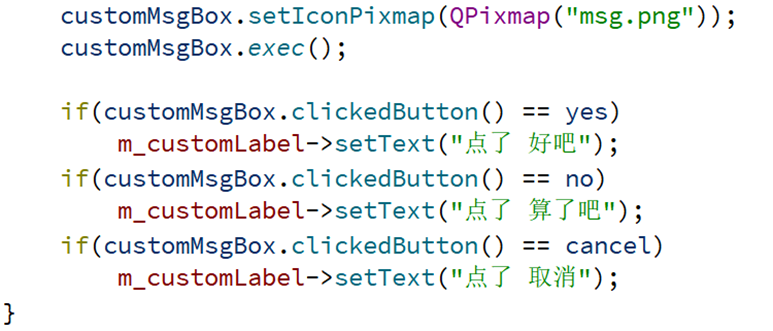 customMsgBox.setIconPixmap(QPixmap("msg.png"));
customMsgBox.exec();
if(customMsgBox.clickedButton() == yes)
m_customLabel->setText("点了 好吧");
if(customMsgBox.clickedButton() == no)
m_customLabel->setText("点了 算了吧");
if(customMsgBox.clickedButton() == cancel)
m_customLabel->setText("点了 取消");
}